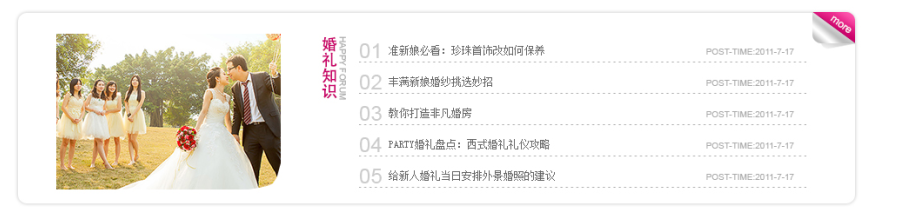 more
婚礼知识
HAPPY FORUM
01 准新娘必看：珍珠首饰改如何保养 POST-TIME:2011-7-17
02 丰满新娘婚纱挑选妙招 POST-TIME:2011-7-17
03 教你打造非凡婚房 POST-TIME:2011-7-17
04 PARTY婚礼盘点：西式婚礼礼仪攻略 POST-TIME:2011-7-17
05 给新人婚礼当日安排外景婚照的建议 POST-TIME:2011-7-17